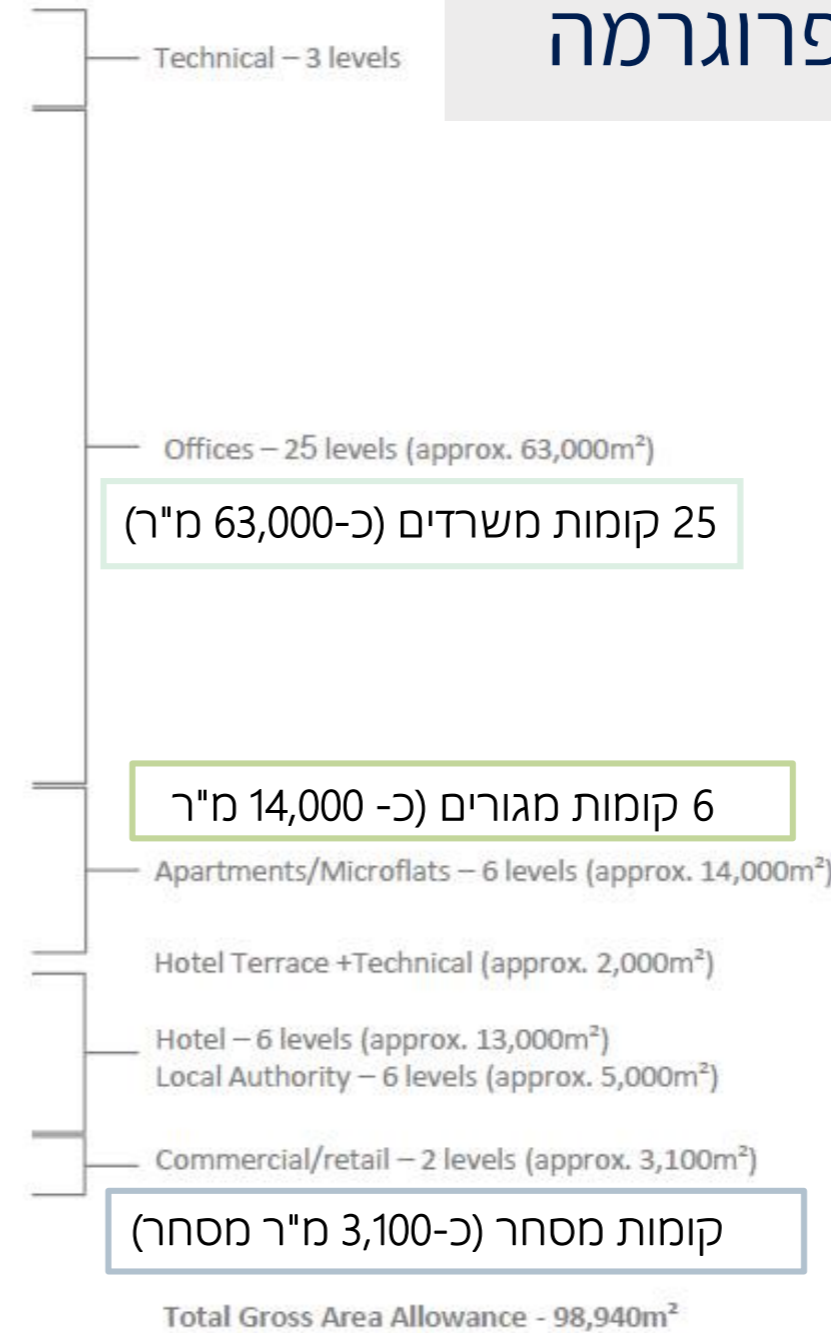 פרוגרמה
Technical – 3 levels
Offices – 25 levels (approx. 63,000m²)
25 קומות משרדים (כ-63,000 מ"ר)
6 קומות מגורים (כ- 14,000 מ"ר
Apartments/Microflats – 6 levels (approx. 14,000m²)
Hotel Terrace +Technical (approx. 2,000m²)
Hotel – 6 levels (approx. 13,000m²)
Local Authority – 6 levels (approx. 5,000m²)
Commercial/retail – 2 levels (approx. 3,100m²)
קומות מסחר (כ-3,100 מ"ר מסחר)
Total Gross Area Allowance - 98,940m²